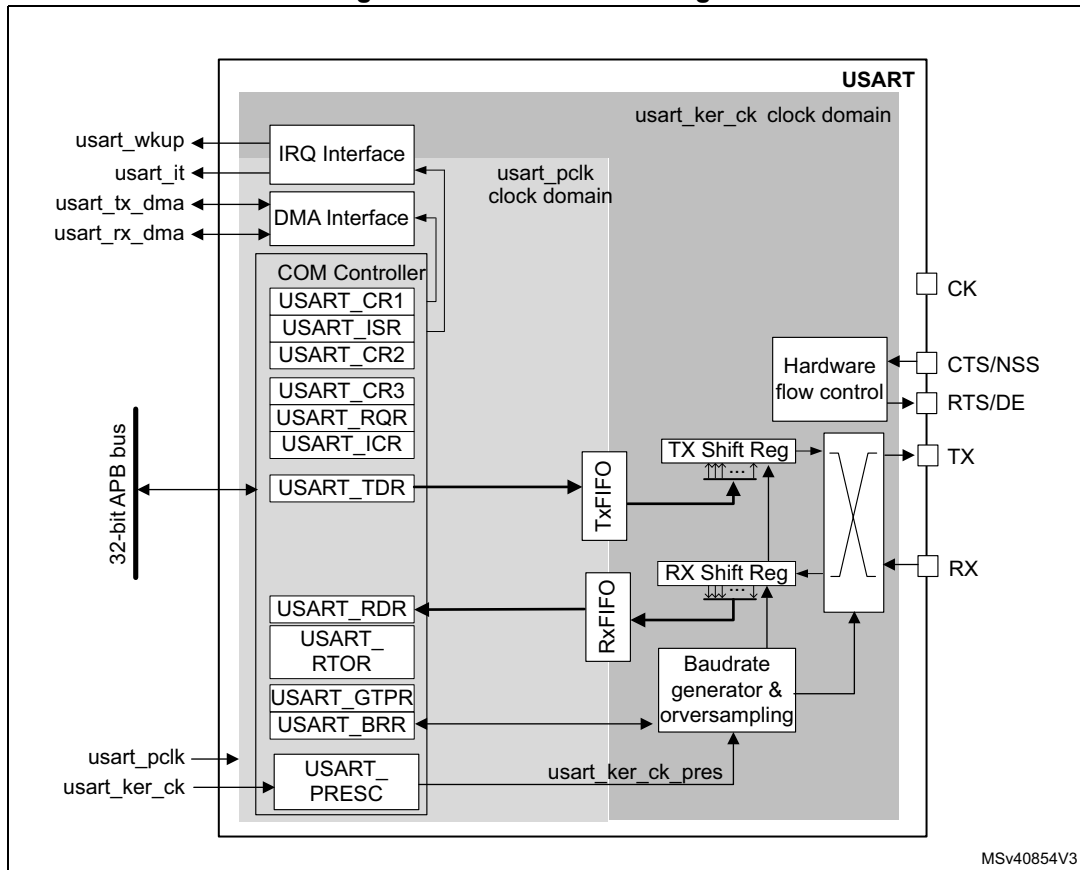 USART
usart_ker_ck clock domain
usart_wkup
IRQ Interface
usart_it
usart_pclk
clock domain
usart_tx_dma
DMA Interface
usart_rx_dma
COM Controller
USART_CR1
USART_ISR
USART_CR2
USART_CR3
USART_RQR
USART_ICR
USART_TDR
32-bit APB bus
TxFIFO
TX Shift Reg
...
Hardware
flow control
CK
CTS/NSS
RTS/DE
TX
RX
RX Shift Reg
...
USART_RDR
RxFIFO
USART_
RTOR
USART_GTPR
USART_BRR
Baudrate
generator &
orversampling
usart_pclk
usart_ker_ck
USART_
PRESC
usart_ker_ck_pres
MSv40854V3